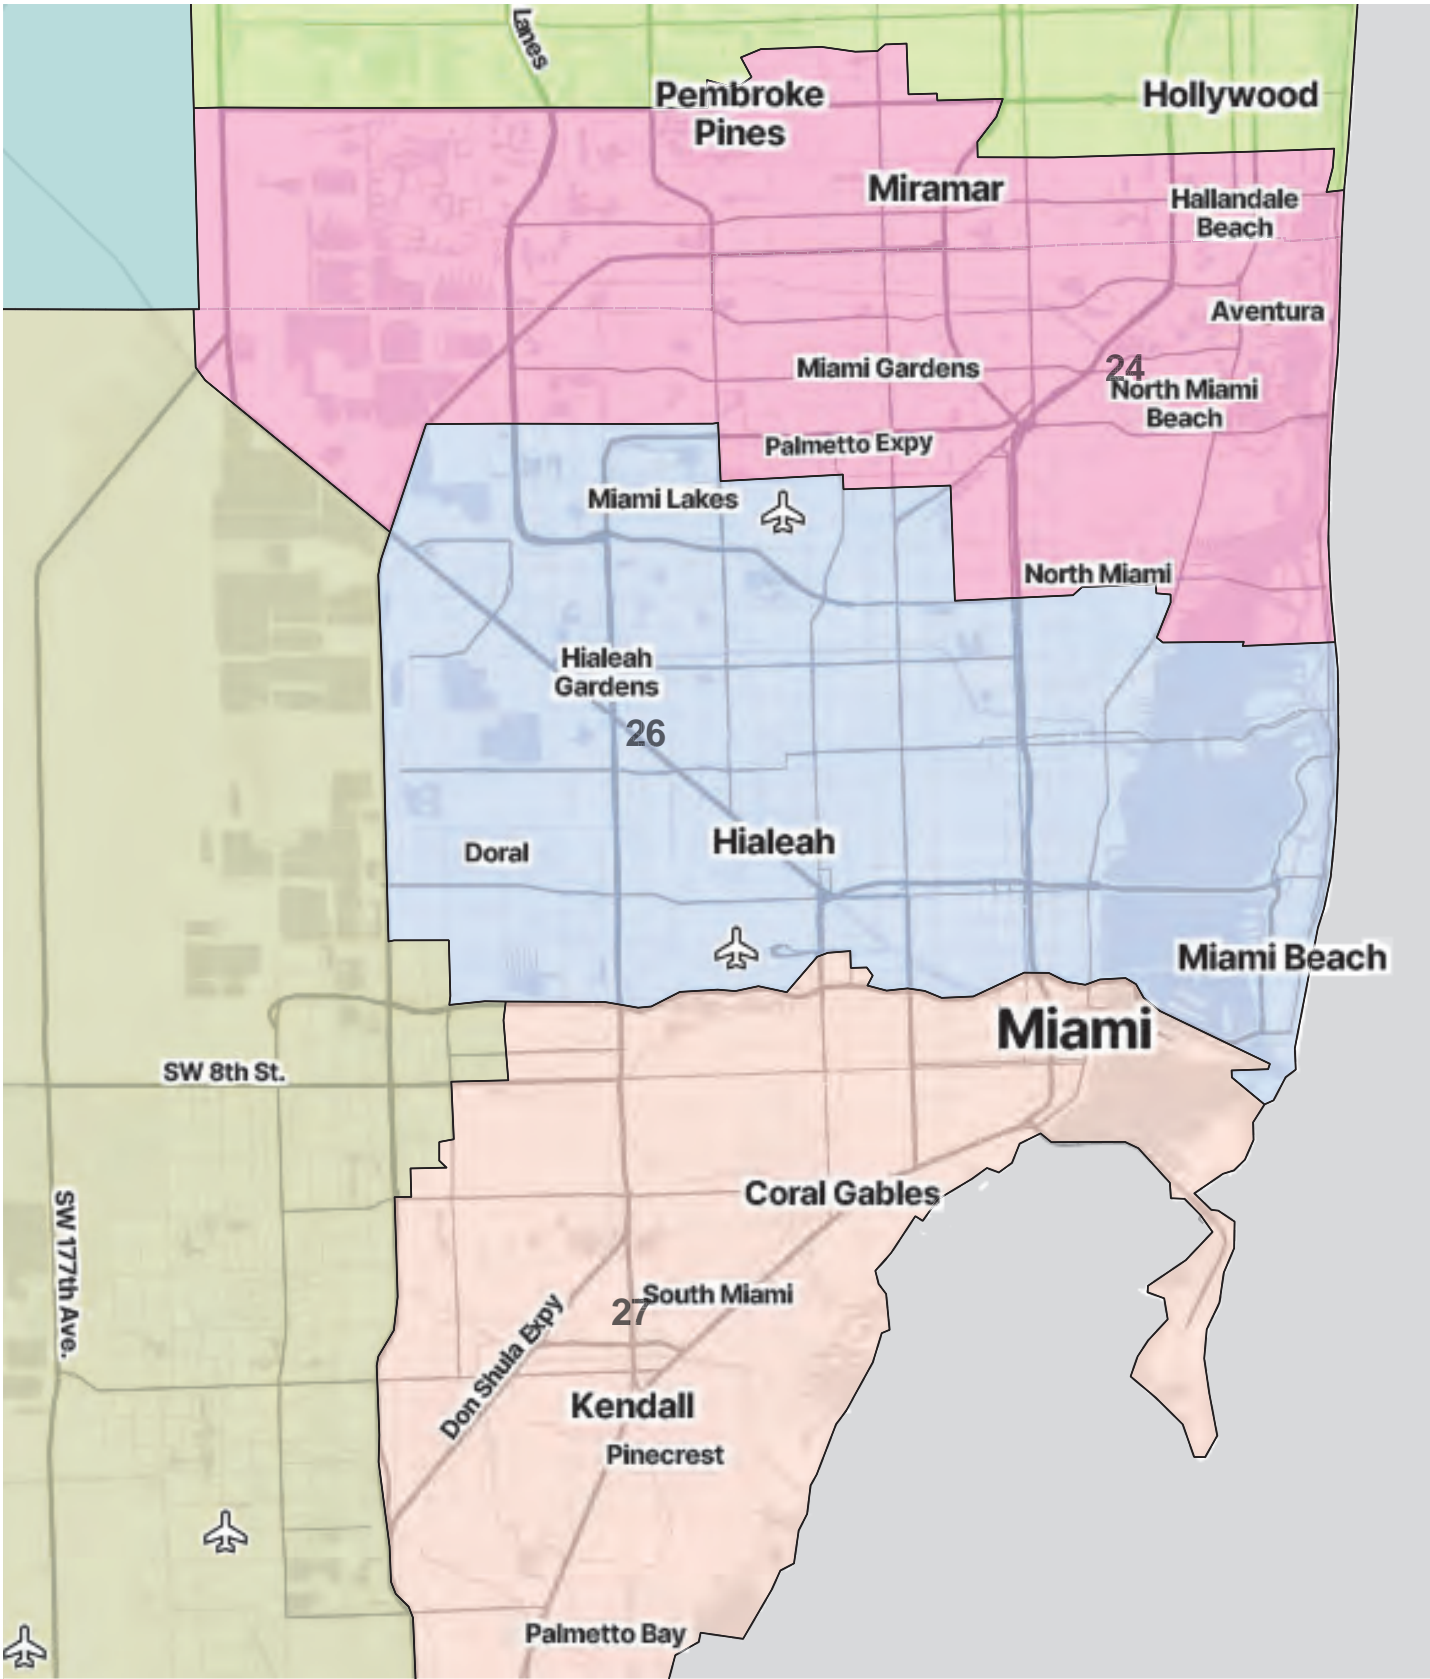 Lanes
Pembroke
Pines
Hollywood
Miramar
Hallandale
Beach
Aventura
Miami Gardens
24
North Miami
Beach
Palmetto Expy
Miami Lakes
North Miami
Hialeah
Gardens
26
Doral
Hialeah
Miami Beach
Miami
SW 8th St.
SW 177th Ave.
Coral Gables
South Miami
27
Don Shula Expy
Kendall
Pinecrest
Palmetto Bay